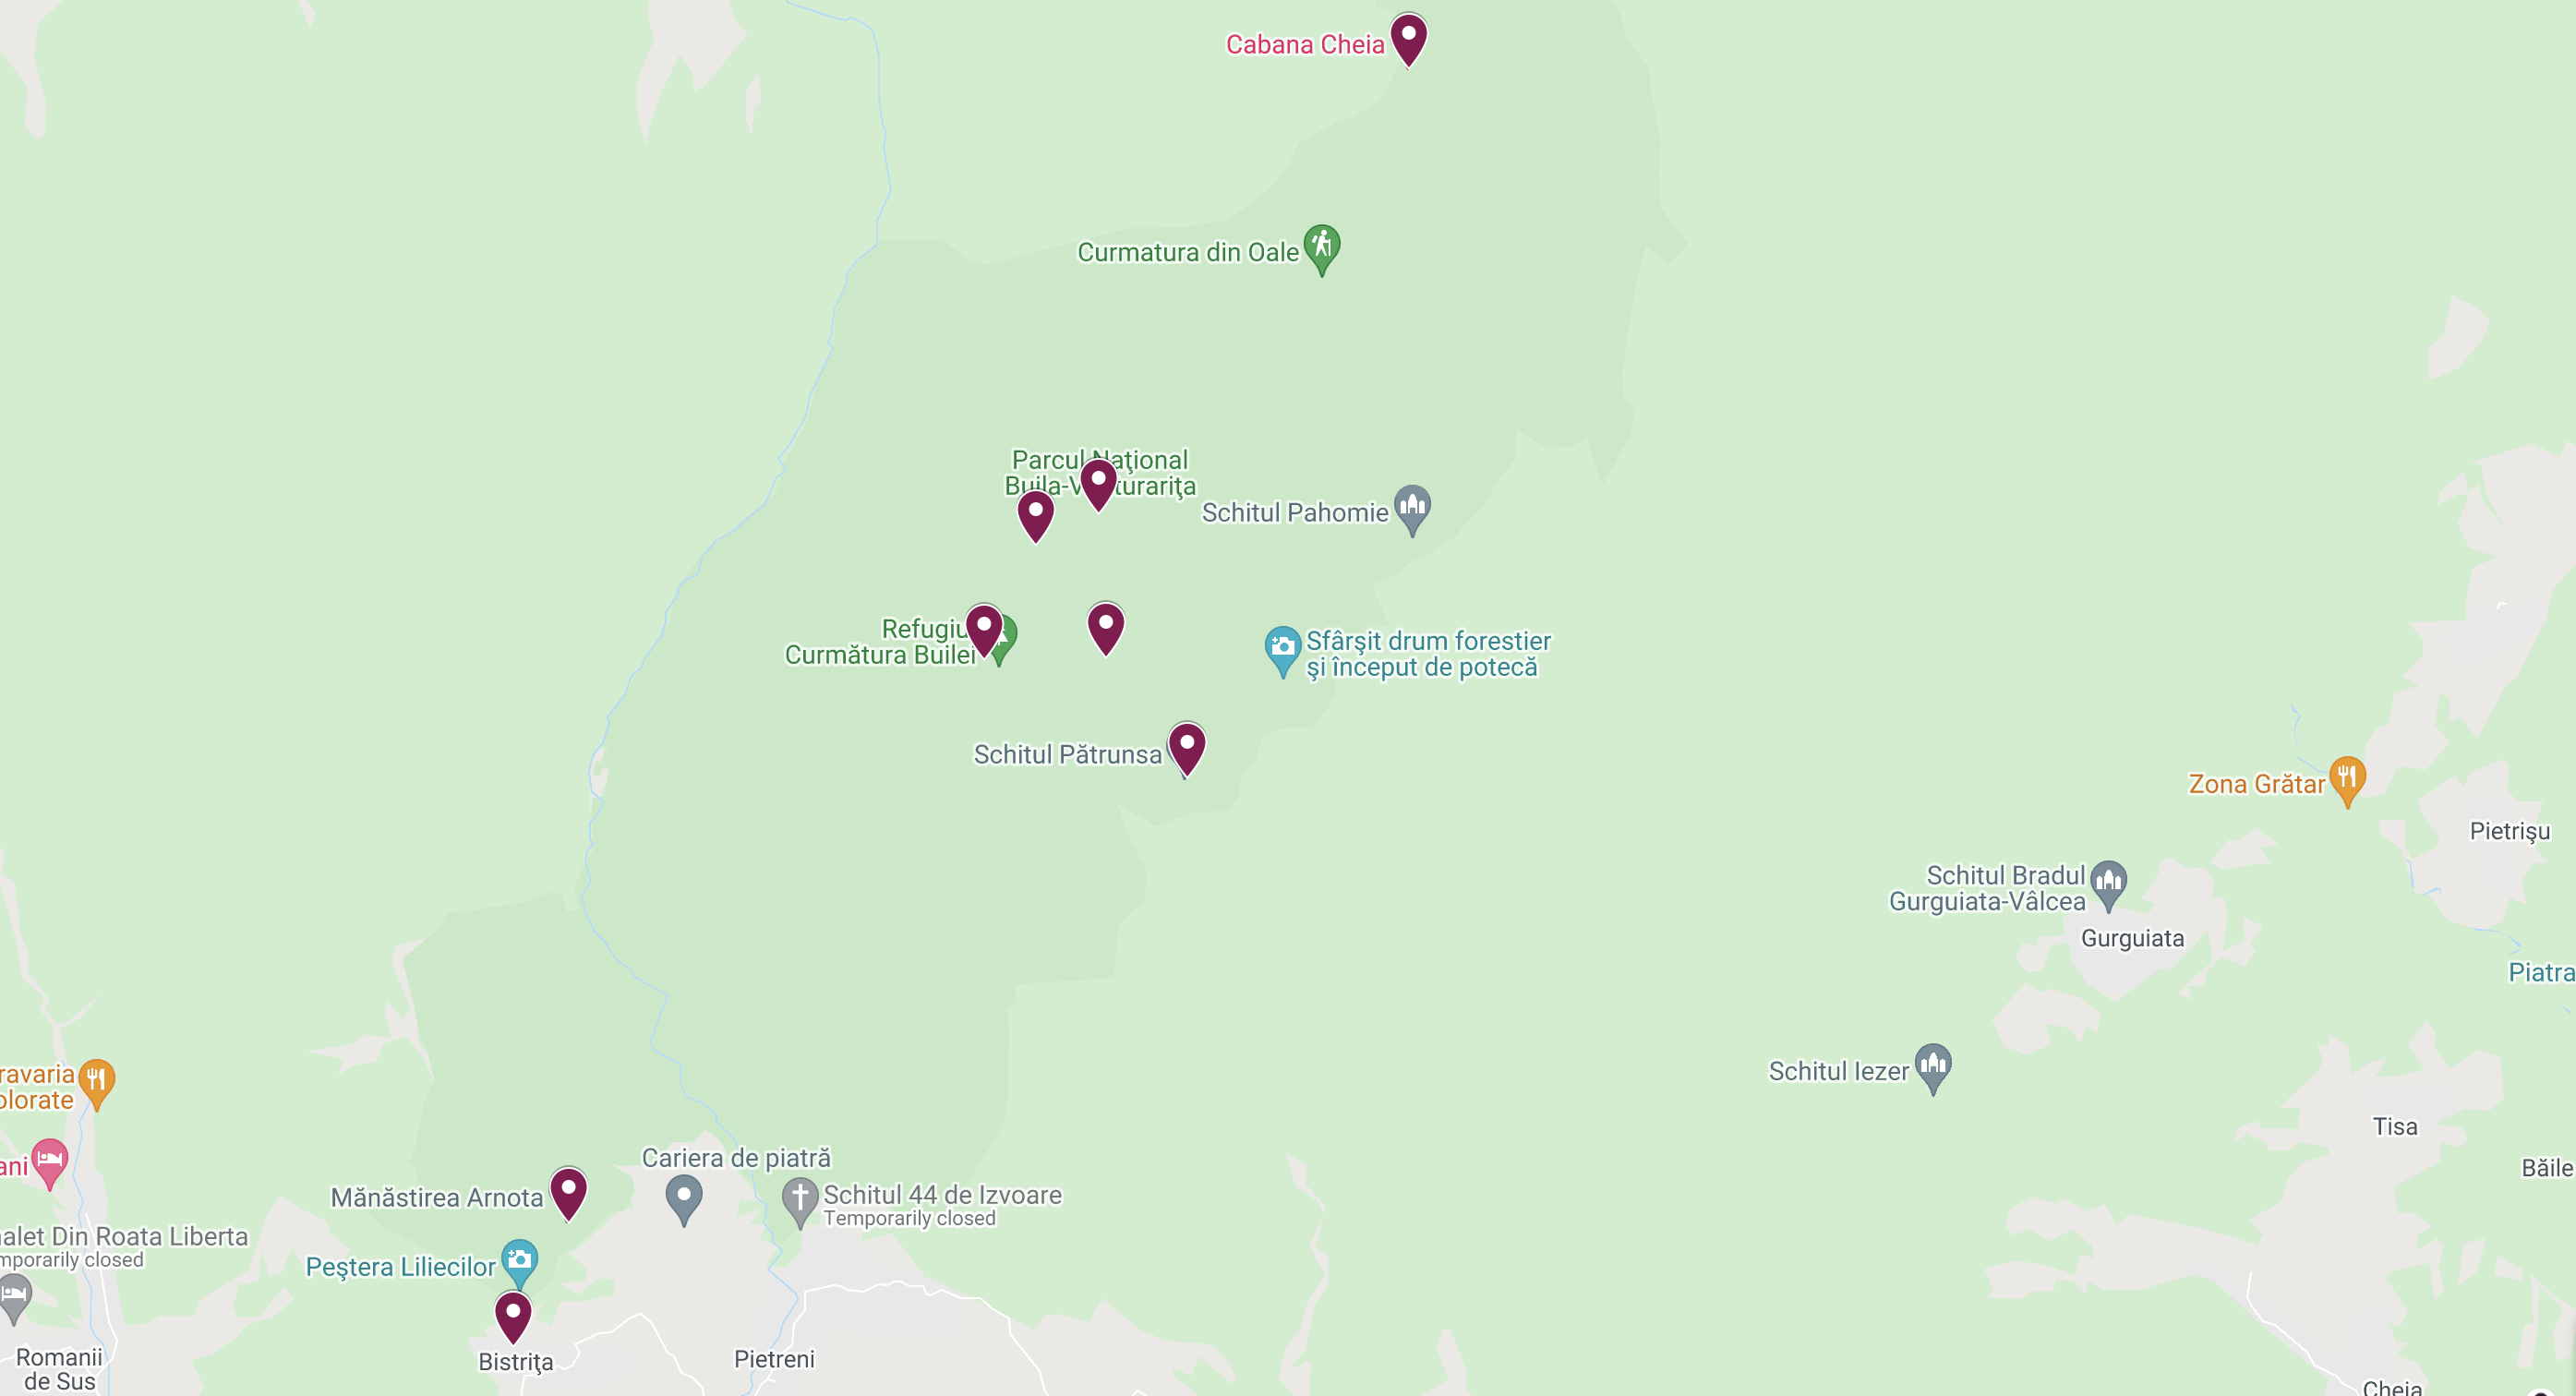 Cabana Cheia
Curmatura din Oale
Parcul Naţional
Schitul Pahomie
Refugiu
Curmătura Builei
Sfârşit drum forestier
şi început de potecă
Schitul Pătrunsa
Zona Grătar
Pietrişu
Schitul Bradul
Gurguiata-Vâlcea
Gurguiata
Piatra
Schitul Iezer
ravaria
olorate
Tisa
ani
Băile
Cariera de piatră
Mănăstirea Arnota
Schitul 44 de Izvoare
Temporarily closed
alet Din Roata Liberta
mporarily closed
Peştera Liliecilor
Romanii
de Sus
Bistriţa
Pietreni
Cheia